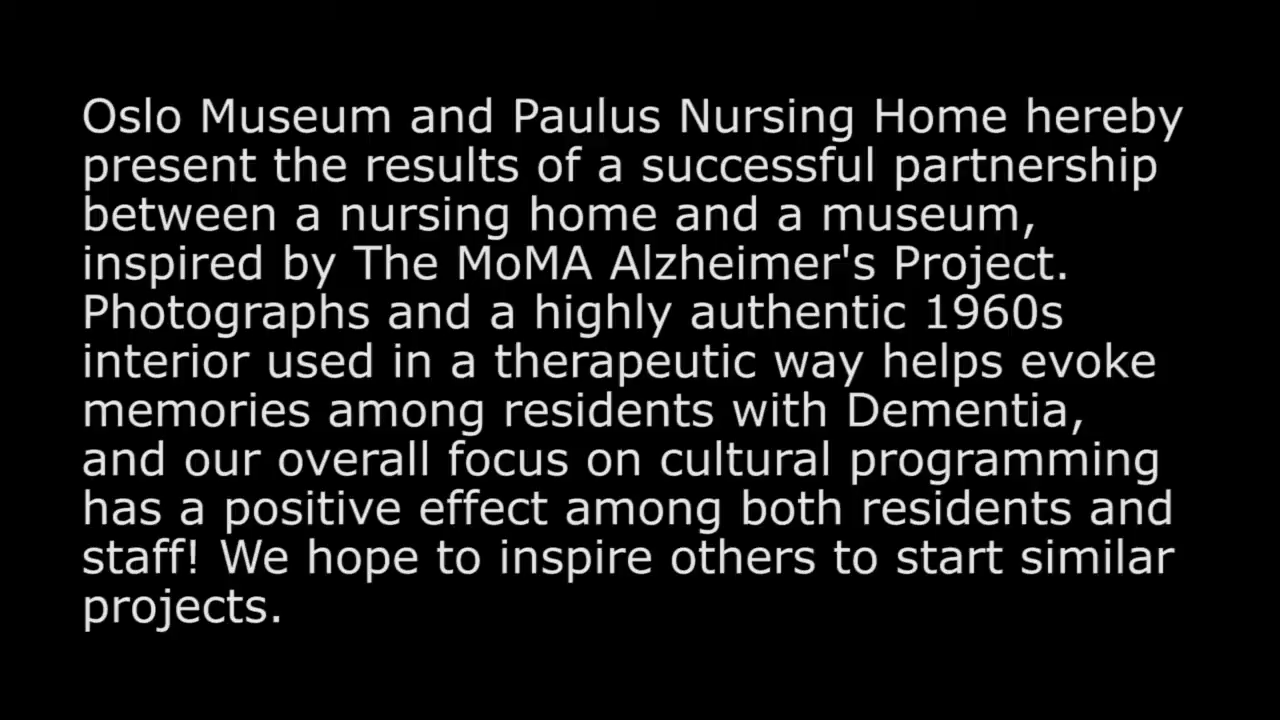 Oslo Museum and Paulus Nursing Home hereby
present the results of a successful partnership
between a nursing home and a museum,
inspired by The MoMA Alzheimer's Project.
Photographs and a highly authentic 1960s
interior used in a therapeutic way helps evoke
memories among residents with Dementia,
and our overall focus on cultural programming
has a positive effect among both residents and
staff! We hope to inspire others to start similar
projects.